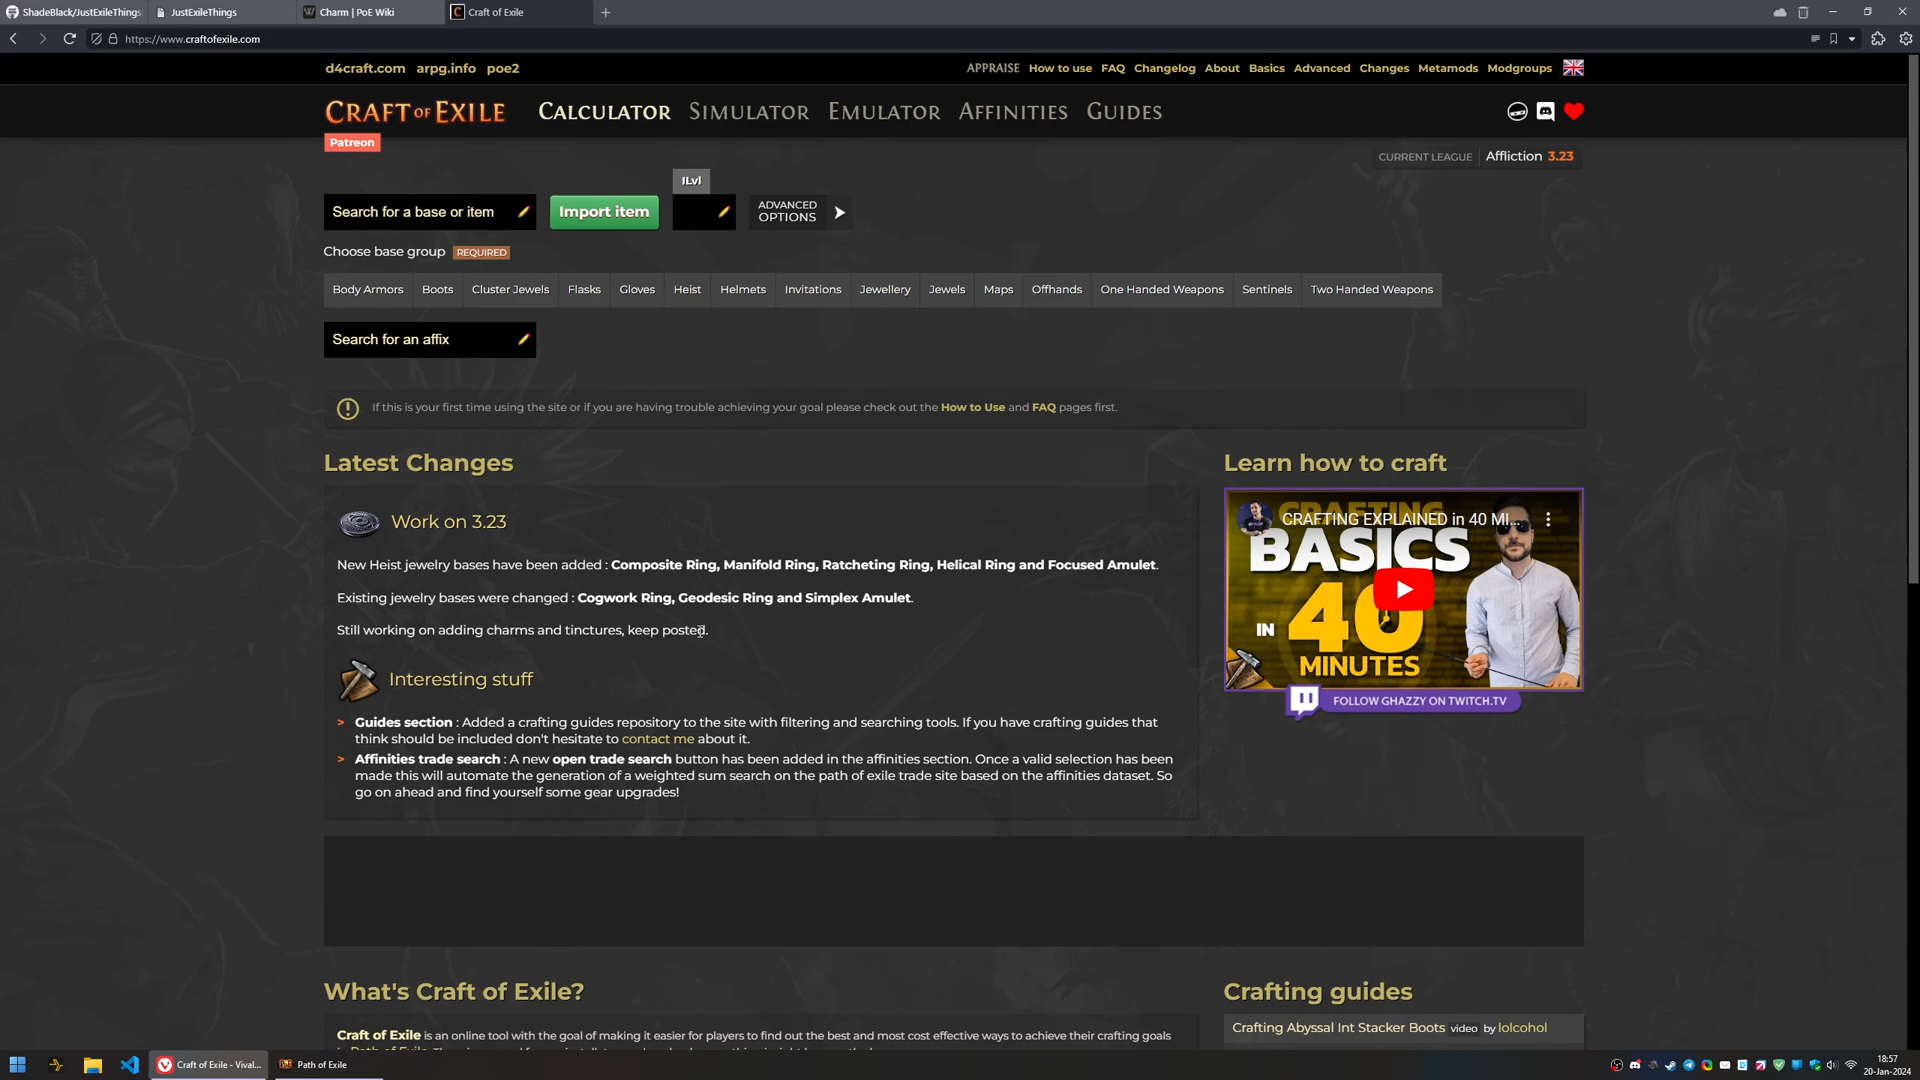 ShadeBlack/JustExileThings
JustExileThings
Charm | PoE Wiki
Craft of Exile
https://www.craftofexile.com
d4craft.com arpg.info poe2
APPRAISE How to use FAQ Changelog About Basics Advanced Changes Metamods Modgroups
CRAFT OF EXILE
CALCULATOR SIMULATOR EMULATOR AFFINITIES GUIDES
Patreon
CURRENT LEAGUE Affliction 3.23
ILvl
Search for a base or item
Import item
ADVANCED
OPTIONS
Choose base group REQUIRED
Body Armors Boots Cluster Jewels Flasks Gloves Heist Helmets Invitations Jewellery Jewels Maps Offhands One Handed Weapons Sentinels Two Handed Weapons
Search for an affix
If this is your first time using the site or if you are having trouble achieving your goal please check out the How to Use and FAQ pages first.
Latest Changes
Work on 3.23
New Heist jewelry bases have been added : Composite Ring, Manifold Ring, Ratcheting Ring, Helical Ring and Focused Amulet.
Existing jewelry bases were changed : Cogwork Ring, Geodesic Ring and Simplex Amulet.
Still working on adding charms and tinctures, keep posted.
Interesting stuff
> Guides section : Added a crafting guides repository to the site with filtering and searching tools. If you have crafting guides that
think should be included don't hesitate to contact me about it.
> Affinities trade search : A new open trade search button has been added in the affinities section. Once a valid selection has been
made this will automate the generation of a weighted sum search on the path of exile trade site based on the affinities dataset. So
go on ahead and find yourself some gear upgrades!
Learn how to craft
CRAFTING EXPLAINED in 40 MI...
CRAFTING
BASICS
IN 40
MINUTES
FOLLOW GHAZZY ON TWITCH.TV
What's Craft of Exile?
Craft of Exile is an online tool with the goal of making it easier for players to find out the best and most cost effective ways to achieve their crafting goals
Crafting guides
Crafting Abyssal Int Stacker Boots video by lolcohol
Craft of Exile - Vival...
Path of Exile
18:57
20-Jan-2024